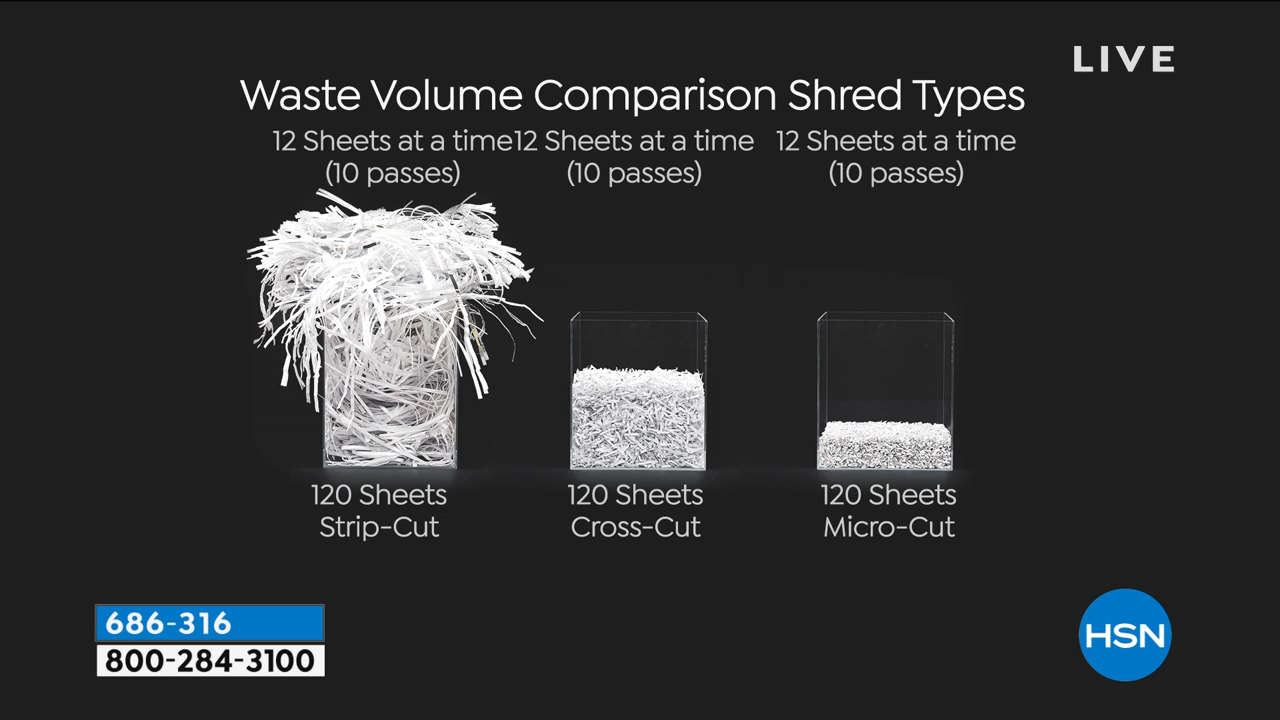 LIVE
Waste Volume Comparison Shred Types
12 Sheets at a time 12 Sheets at a time 12 Sheets at a time
(10 passes) (10 passes) (10 passes)
120 Sheets 120 Sheets 120 Sheets
Strip-Cut Cross-Cut Micro-Cut
686-316
800-284-3100
HSN